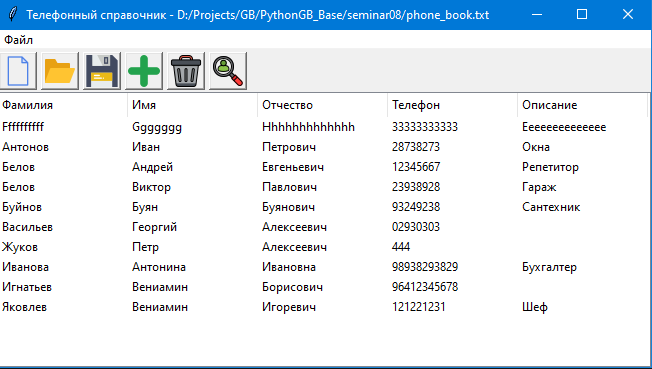 Телефонный справочник - D:/Projects/GB/PythonGB_Base/seminar08/phone_book.txt
Файл
Фамилия Имя Отчество Телефон Описание
Ffffffffff Ggggggg Hhhhhhhhhhhhh 33333333333 Eeeeeeeeeeeeee
Антонов Иван Петрович 28738273 Окна
Белов Андрей Евгеньевич 12345667 Репетитор
Белов Виктор Павлович 23938928 Гараж
Буйнов Буян Буянович 93249238 Сантехник
Васильев Георгий Алексеевич 02930303
Жуков Петр Алексеевич 444
Иванова Антонина Ивановна 98938293829 Бухгалтер
Игнатьев Вениамин Борисович 96412345678
Яковлев Вениамин Игоревич 121221231 Шеф